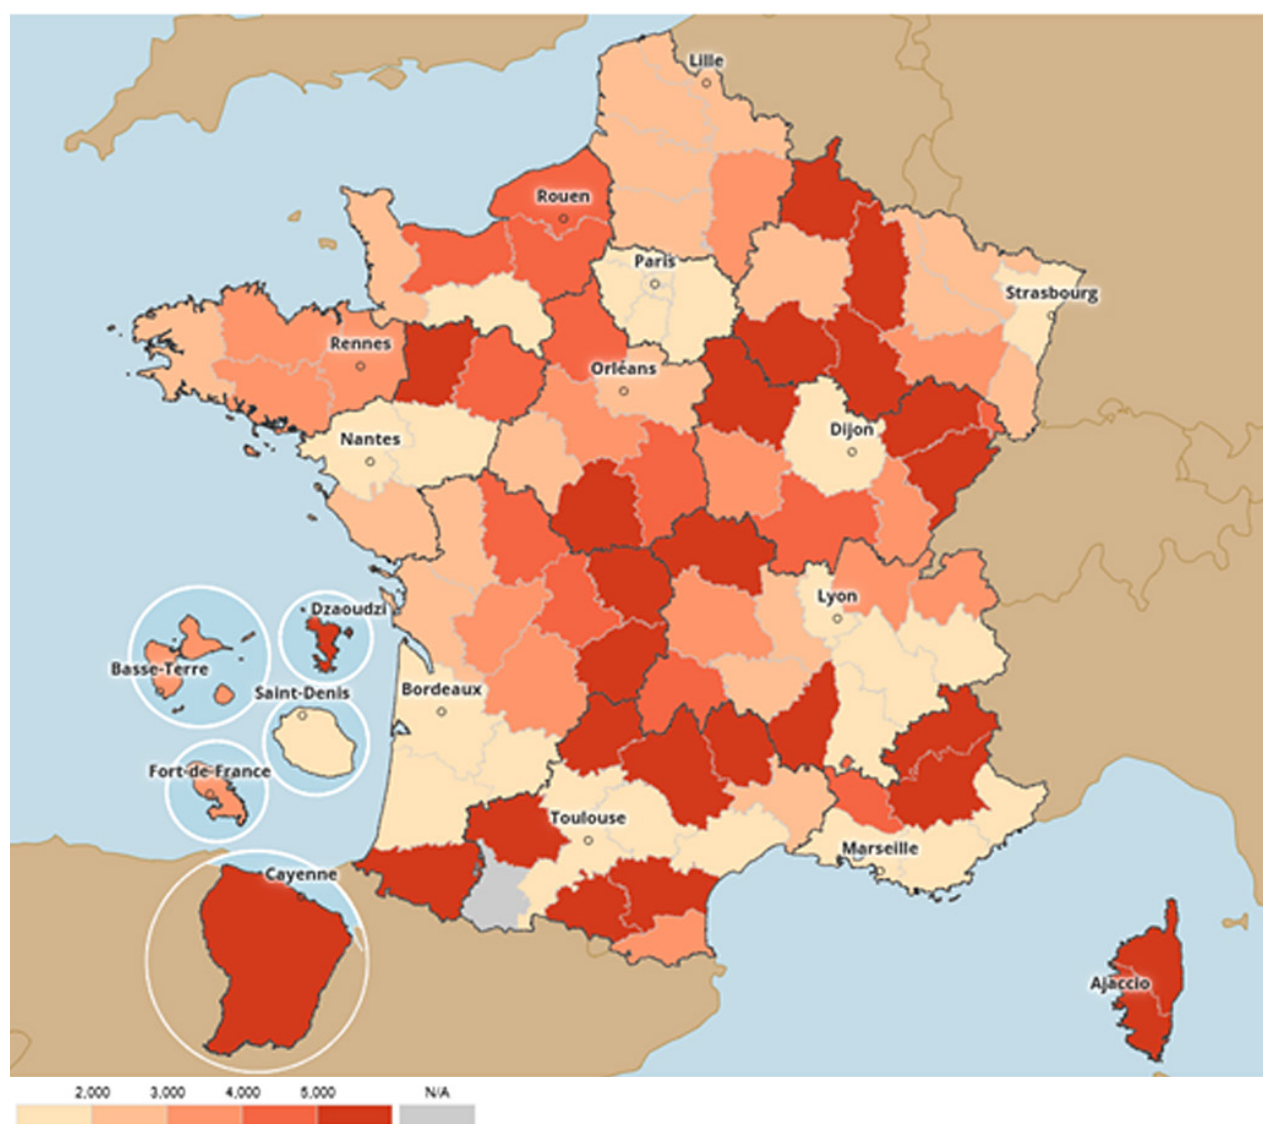 Lille
Rouen
Paris
Strasbourg
Rennes
Orléans
Dijon
Nantes
Lyon
Dzaoudzi
Basse-Terre
Saint-Denis
Bordeaux
Fort-de-France
Toulouse
Marseille
Cayenne
Ajaccio
2,000 3,000 4,000 5,000 N/A